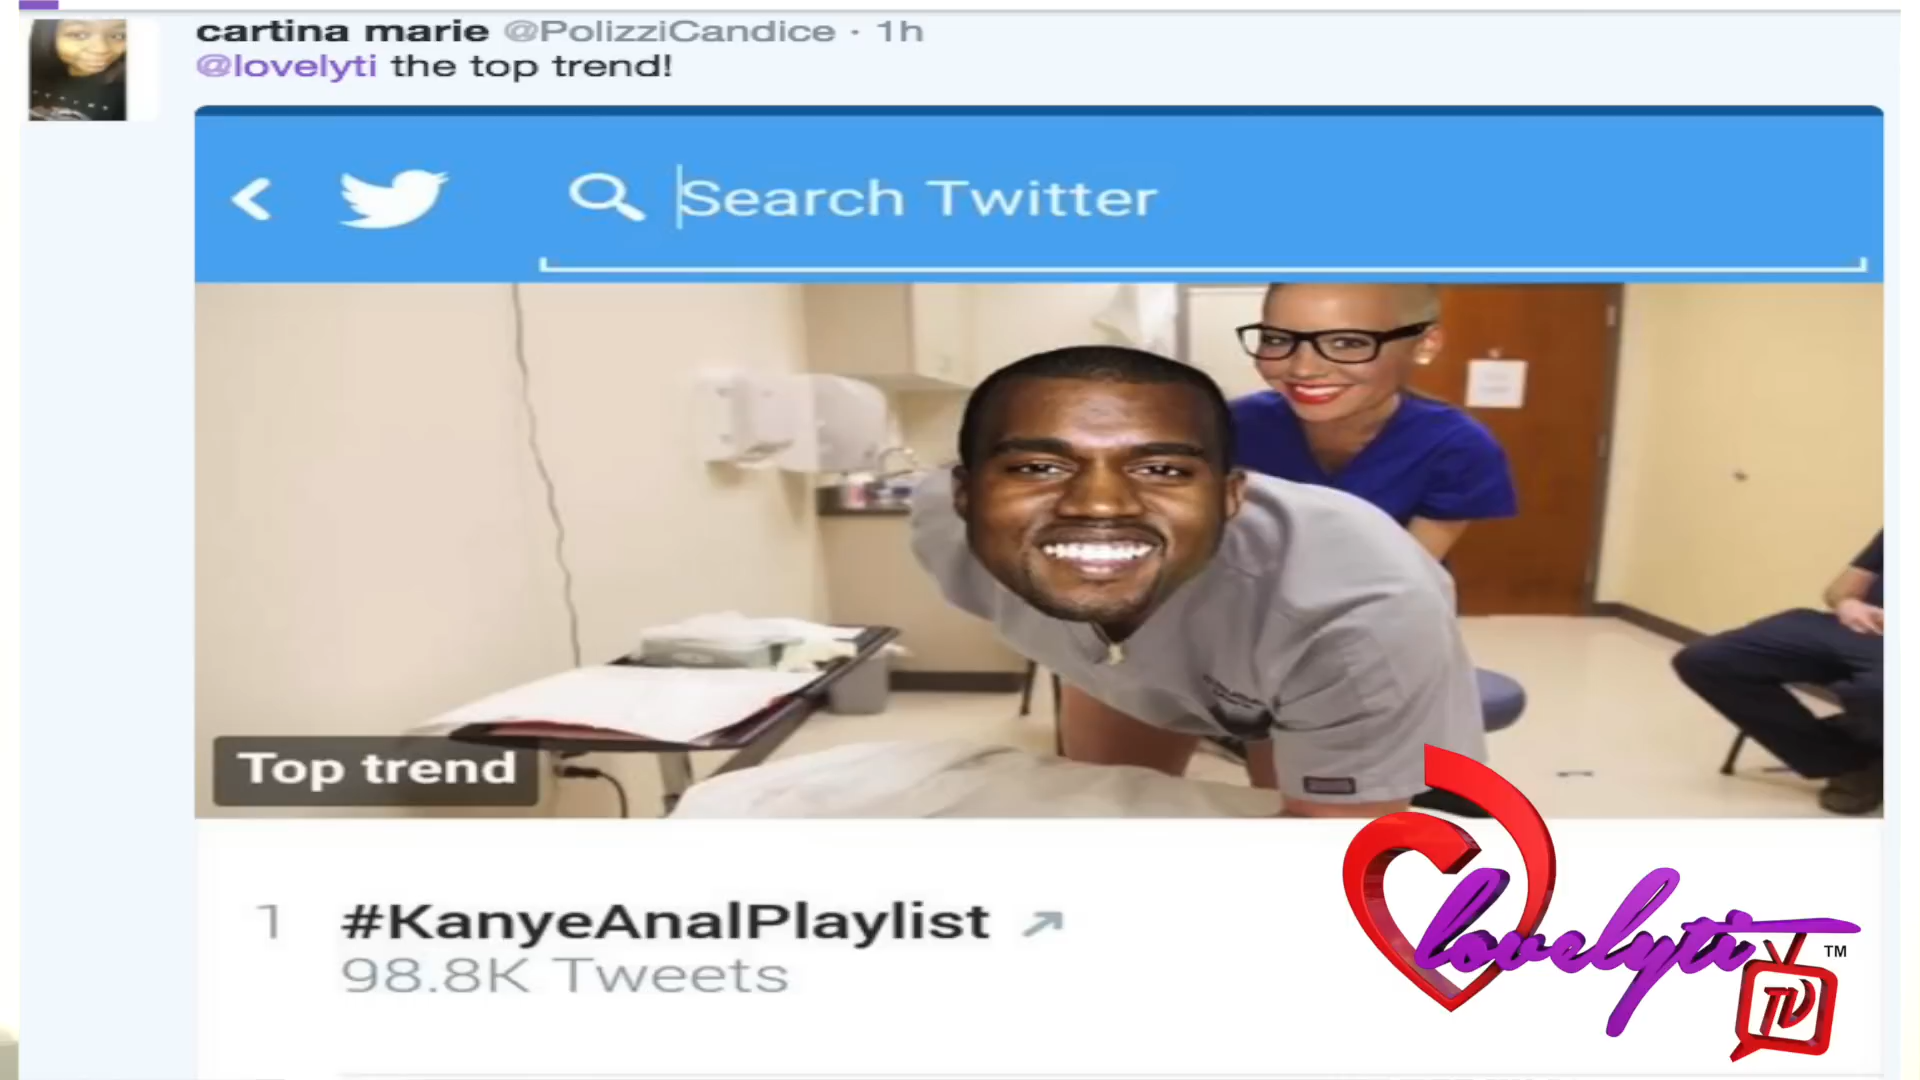 cartina marie @PolizziCandice · 1h
@lovelyti the top trend!
Search Twitter
Top trend
1 #KanyeAnalPlaylist
98.8K Tweets
lovelyti TM
TV